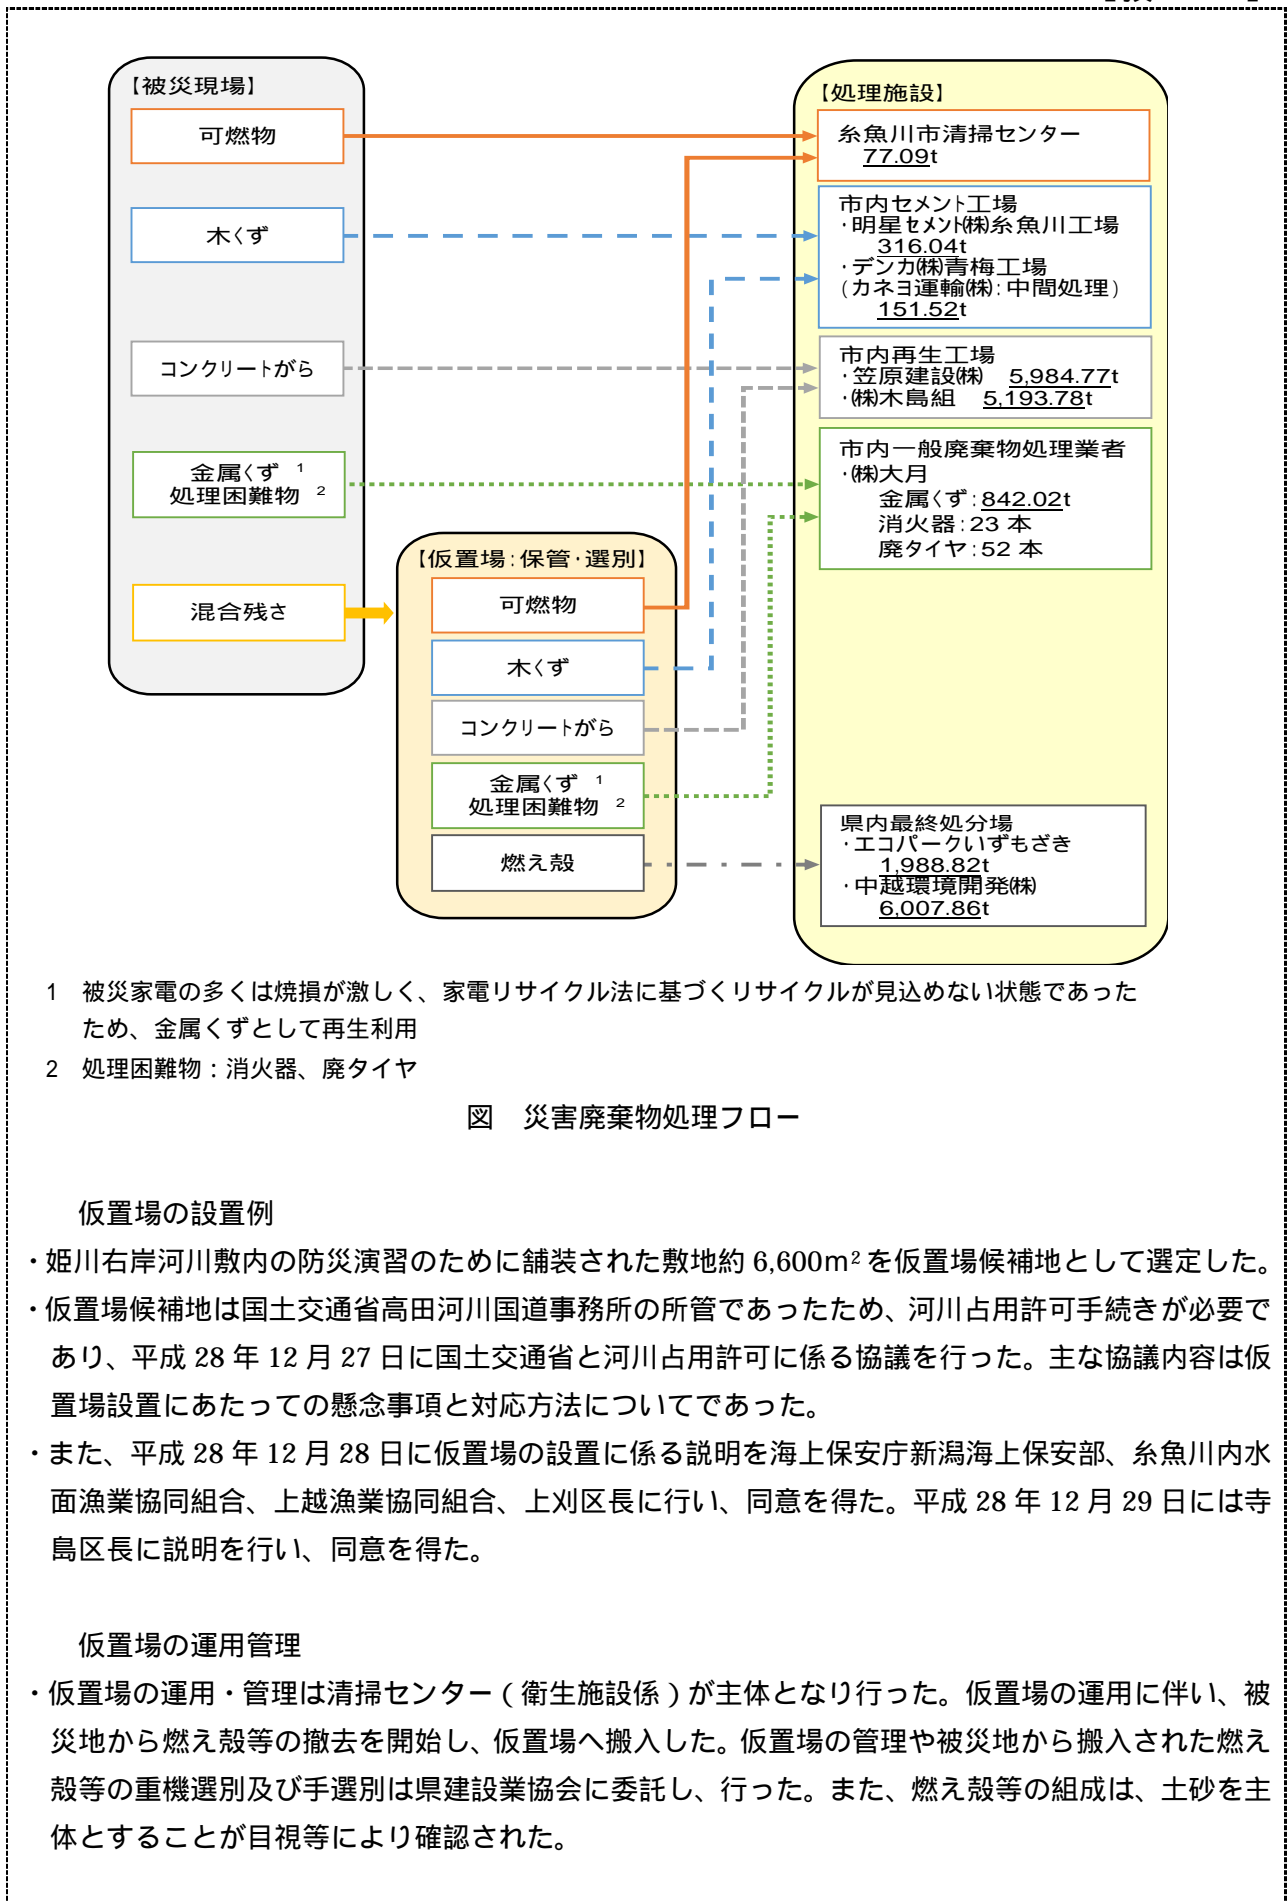 【被災現場】
可燃物
木くず
コンクリートがら
金属くず 1
処理困難物 2
混合残さ
【仮置場:保管・選別】
可燃物
木くず
コンクリートがら
金属くず 1
処理困難物 2
燃え殻
【処理施設】
糸魚川市清掃センター
77.09t
市内セメント工場
・明星セメント㈱糸魚川工場
316.04t
・デンカ㈱青梅工場
(カネヨ運輸㈱:中間処理)
151.52t
市内再生工場
・笠原建設㈱ 5,984.77t
・㈱木島組 5,193.78t
市内一般廃棄物処理業者
・㈱大月
金属くず:842.02t
消火器:23 本
廃タイヤ:52 本
県内最終処分場
・エコパークいずもざき
1,988.82t
・中越環境開発㈱
6,007.86t
1 被災家電の多くは焼損が激しく、家電リサイクル法に基づくリサイクルが見込めない状態であった
ため、金属くずとして再生利用
2 処理困難物：消火器、廃タイヤ
図 災害廃棄物処理フロー
仮置場の設置例
・姫川右岸河川敷内の防災演習のために舗装された敷地約 6,600m² を仮置場候補地として選定した。
・仮置場候補地は国土交通省高田河川国道事務所の所管であったため、河川占用許可手続きが必要で
あり、平成 28 年 12 月 27 日に国土交通省と河川占用許可に係る協議を行った。主な協議内容は仮
置場設置にあたっての懸念事項と対応方法についてであった。
・また、平成 28 年 12 月 28 日に仮置場の設置に係る説明を海上保安庁新潟海上保安部、糸魚川内水
面漁業協同組合、上越漁業協同組合、上刈区長に行い、同意を得た。平成 28 年 12 月 29 日には寺
島区長に説明を行い、同意を得た。
仮置場の運用管理
・仮置場の運用・管理は清掃センター（衛生施設係）が主体となり行った。仮置場の運用に伴い、被
災地から燃え殻等の撤去を開始し、仮置場へ搬入した。仮置場の管理や被災地から搬入された燃え
殻等の重機選別及び手選別は県建設業協会に委託し、行った。また、燃え殻等の組成は、土砂を主
体とすることが目視等により確認された。